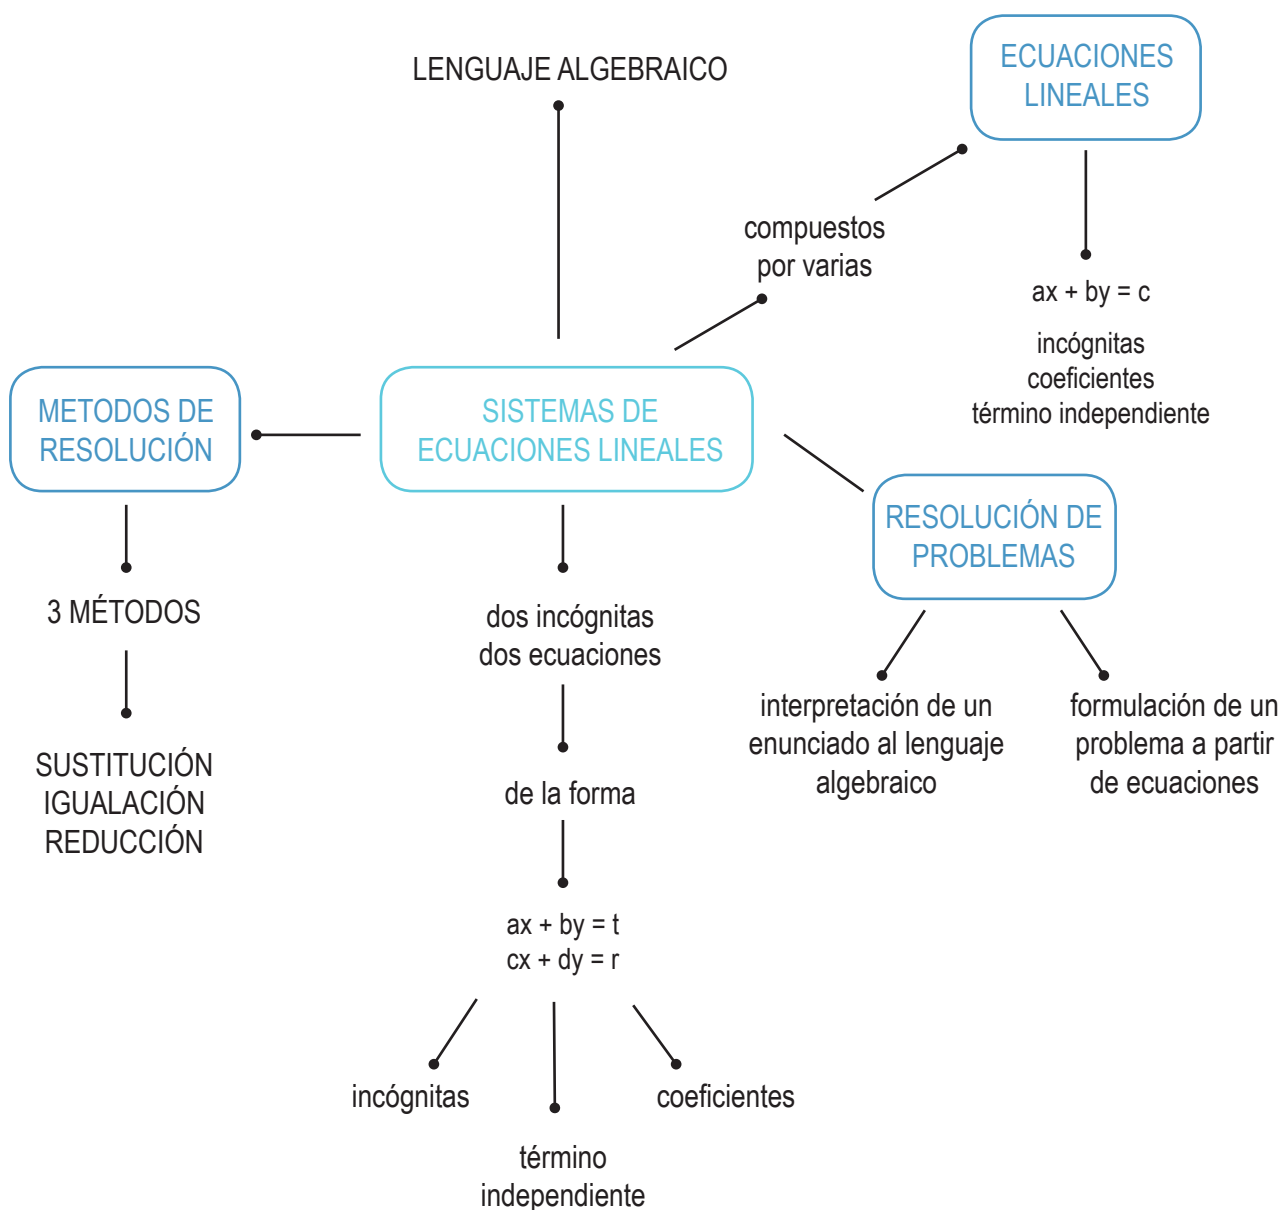 LENGUAJE ALGEBRAICO
ECUACIONES
LINEALES
compuestos
por varias
ax + by = c
incógnitas
coeficientes
término independiente
METODOS DE
RESOLUCIÓN
SISTEMAS DE
ECUACIONES LINEALES
RESOLUCIÓN DE
PROBLEMAS
3 MÉTODOS
SUSTITUCIÓN
IGUALACIÓN
REDUCCIÓN
dos incógnitas
dos ecuaciones
de la forma
ax + by = t
cx + dy = r
incógnitas
término
independiente
coeficientes
interpretación de un
enunciado al lenguaje
algebraico
formulación de un
problema a partir
de ecuaciones